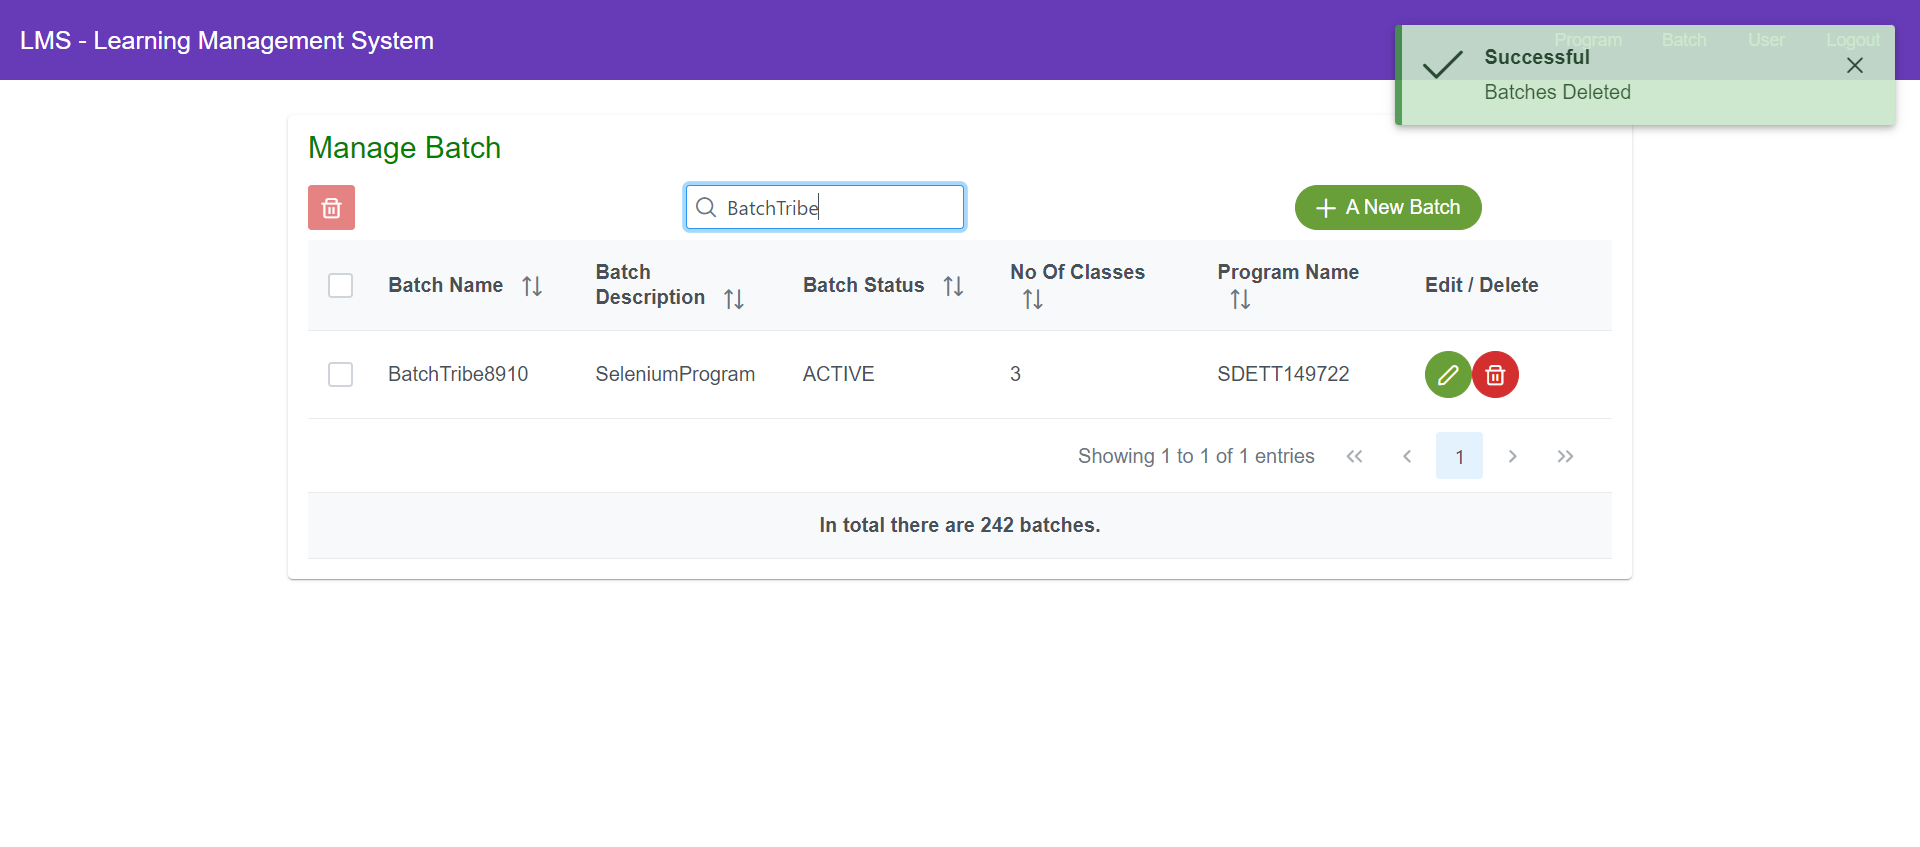 LMS - Learning Management System
Program Batch User Logout
Successful
Batches Deleted
Manage Batch
BatchTribe
A New Batch
Batch Name
Batch Description
Batch Status
No Of Classes
Program Name
Edit / Delete
BatchTribe8910 SeleniumProgram ACTIVE 3 SDETT149722
Showing 1 to 1 of 1 entries
1
In total there are 242 batches.